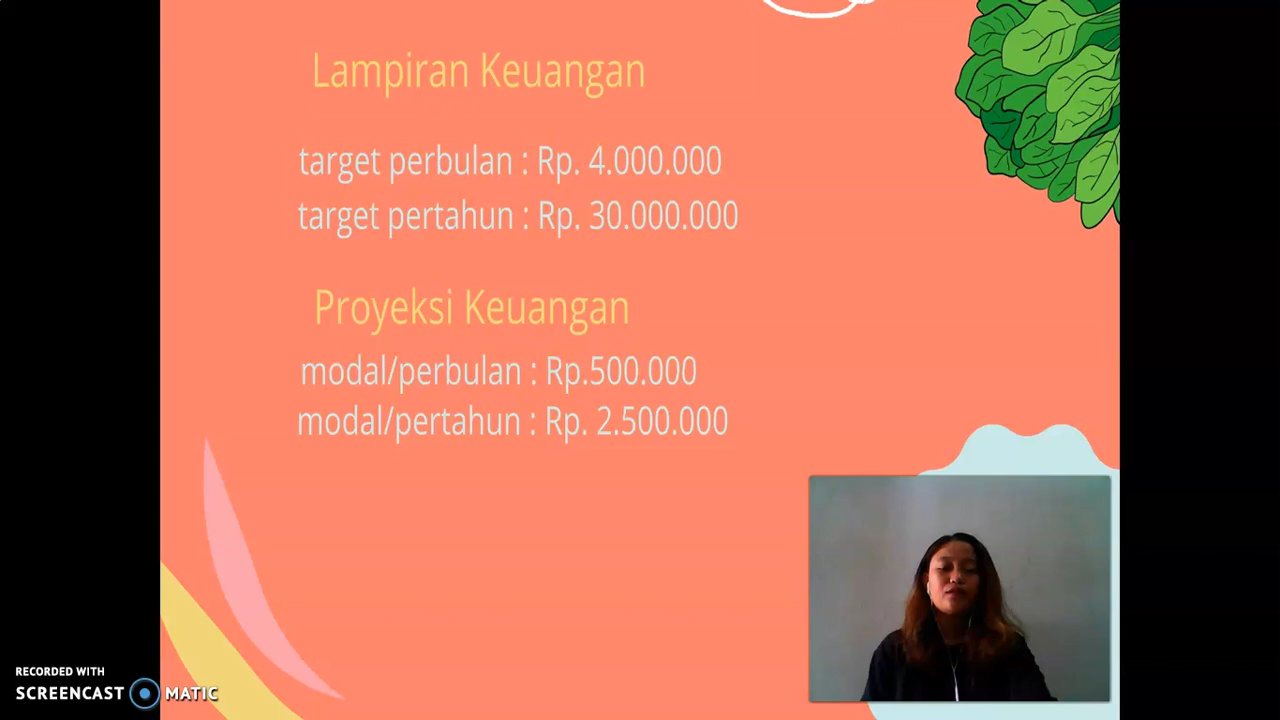 Lampiran Keuangan
target perbulan : Rp. 4.000.000
target pertahun : Rp. 30.000.000
Proyeksi Keuangan
modal/perbulan : Rp.500.000
modal/pertahun : Rp. 2.500.000
RECORDED WITH
SCREENCAST MATIC